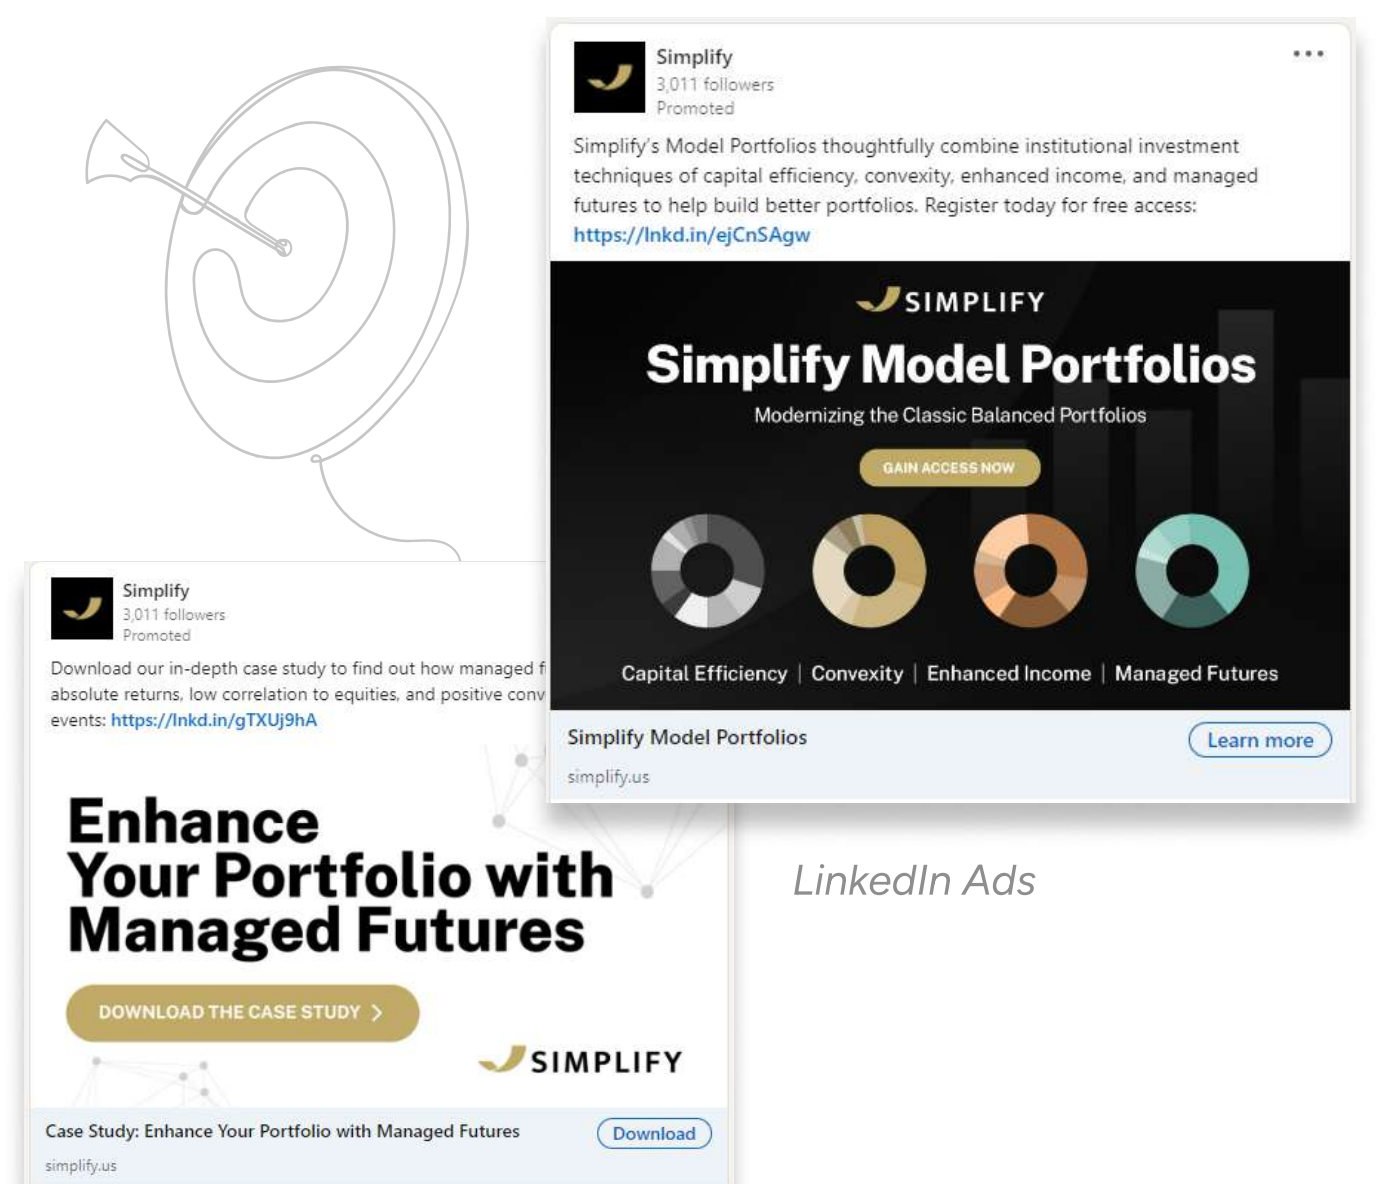 Simplify
3,011 followers
Promoted
Simplify's Model Portfolios thoughtfully combine institutional investment
techniques of capital efficiency, convexity, enhanced income, and managed
futures to help build better portfolios. Register today for free access:
https://lnkd.in/ejCnSAgw
SIMPLIFY
Simplify Model Portfolios
Modernizing the Classic Balanced Portfolios
GAIN ACCESS NOW
Capital Efficiency | Convexity | Enhanced Income | Managed Futures
Simplify Model Portfolios
Learn more
simplify.us
Simplify
3,011 followers
Promoted
Download our in-depth case study to find out how managed
absolute returns, low correlation to equities, and positive
events: https://lnkd.in/gTXUj9hA
Enhance
Your Portfolio with
Managed Futures
DOWNLOAD THE CASE STUDY
SIMPLIFY
Case Study: Enhance Your Portfolio with Managed Futures
Download
simplify.us
LinkedIn Ads